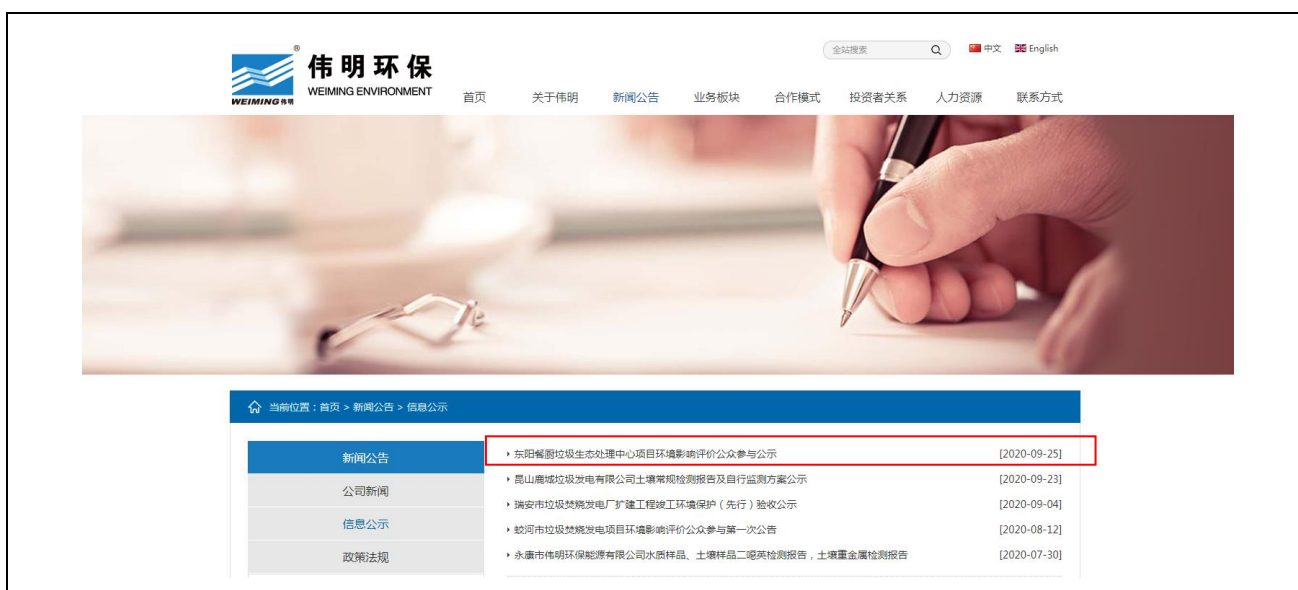 全站搜索
中文
English
®
伟明环保
WEIMING ENVIRONMENT
WEIMING伟明
首页 关于伟明 新闻公告 业务板块 合作模式 投资者关系 人力资源 联系方式
当前位置：首页 > 新闻公告 > 信息公示
新闻公告
公司新闻
信息公示
政策法规
东阳餐厨垃圾生态处理中心项目环境影响评价公众参与公示 [2020-09-25]
昆山鹿城垃圾发电有限公司土壤常规检测报告及自行监测方案公示 [2020-09-23]
瑞安市垃圾焚烧发电厂扩建工程竣工环境保护（先行）验收公示 [2020-09-04]
蛟河市垃圾焚烧发电项目环境影响评价公众参与第一次公告 [2020-08-12]
永康市伟明环保能源有限公司水质样品、土壤样品二噁英检测报告，土壤重金属检测报告 [2020-07-30]